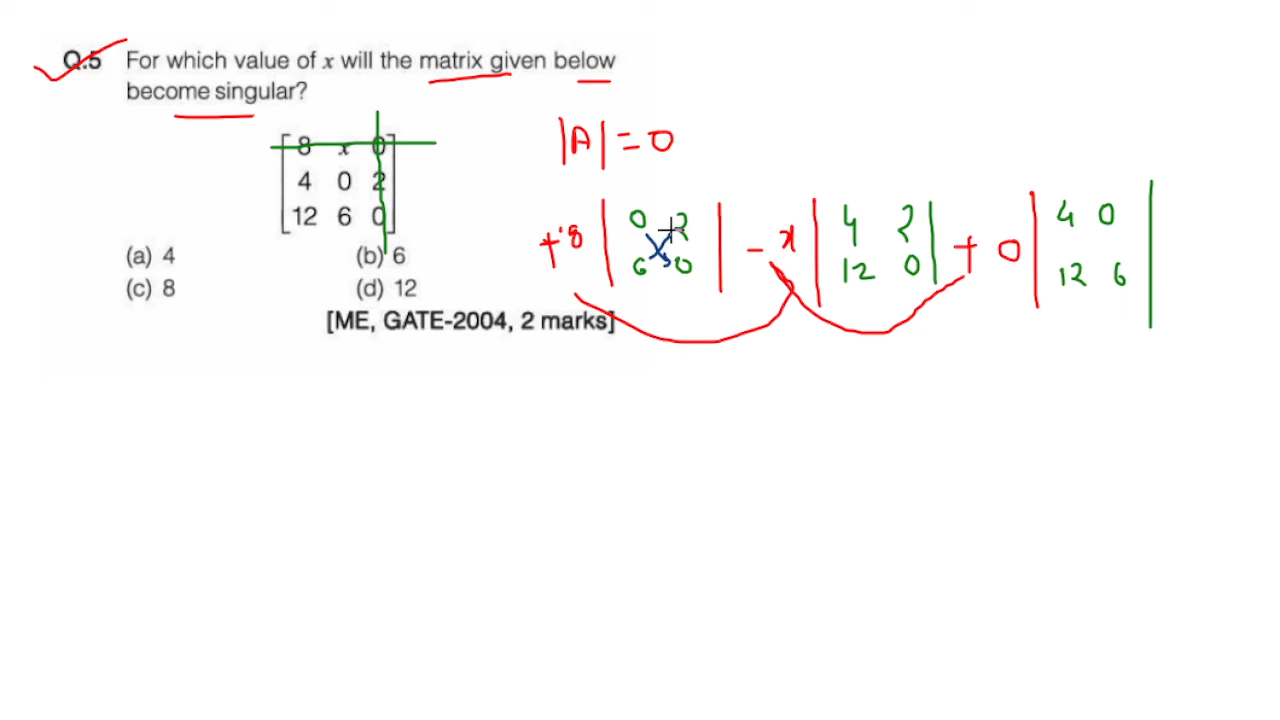 Q.5 For which value of x will the matrix given below
become singular?
8 x 0
4 0 2
12 6 0
(a) 4 (b) 6
(c) 8 (d) 12
[ME, GATE-2004, 2 marks]
|A| = 0
+8 | 0 2 | - x | 4 2 | + 0 | 4 0 |
| 6 0 | | 12 0 | | 12 6 |